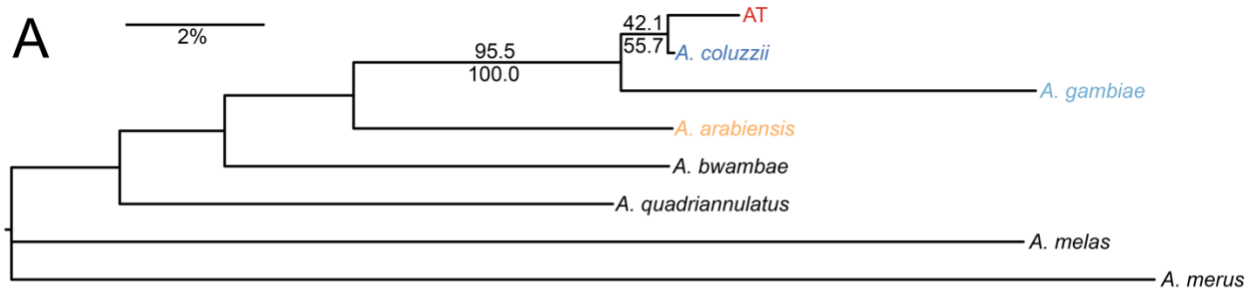 A
2%
42.1
55.7
AT
A. coluzzii
95.5
100.0
A. gambiae
A. arabiensis
A. bwambae
A. quadriannulatus
A. melas
A. merus